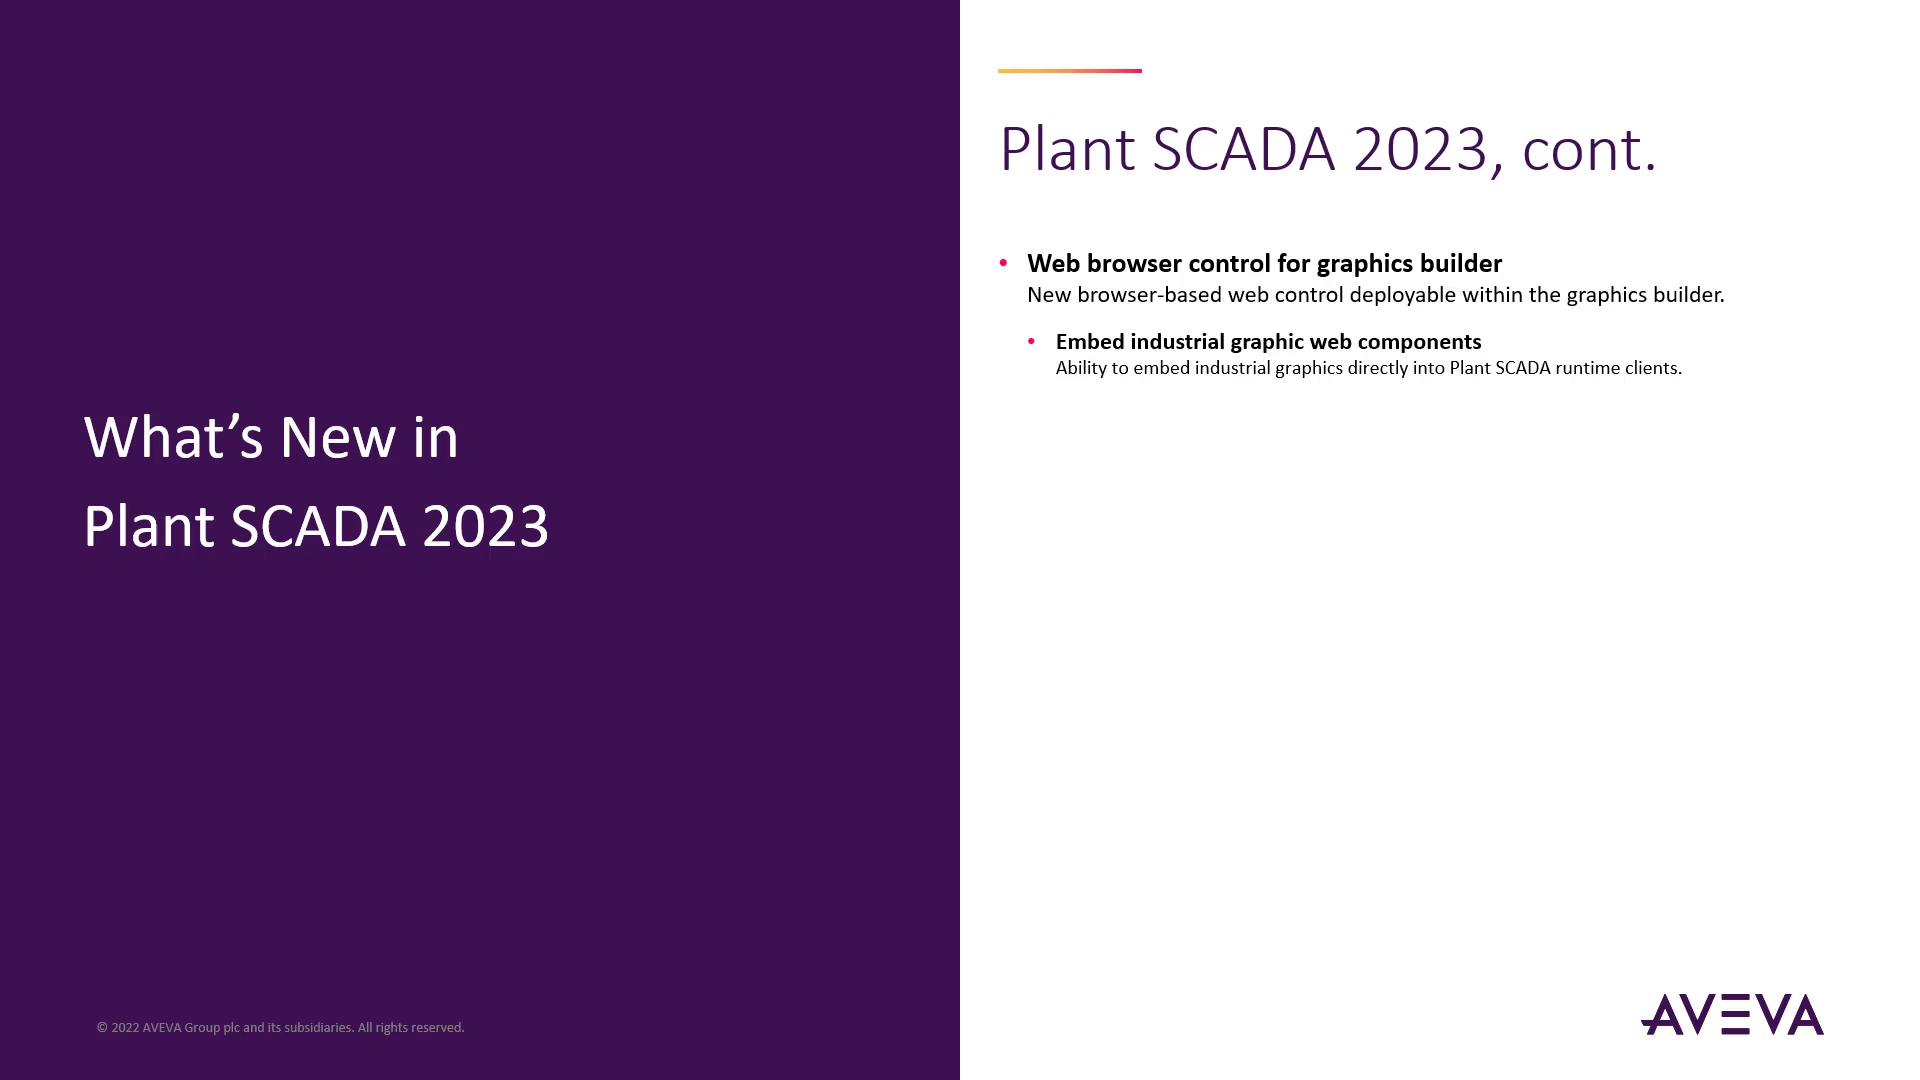 What’s New in
Plant SCADA 2023
© 2022 AVEVA Group plc and its subsidiaries. All rights reserved.
Plant SCADA 2023, cont.
• Web browser control for graphics builder
New browser-based web control deployable within the graphics builder.
• Embed industrial graphic web components
Ability to embed industrial graphics directly into Plant SCADA runtime clients.
AVEVA